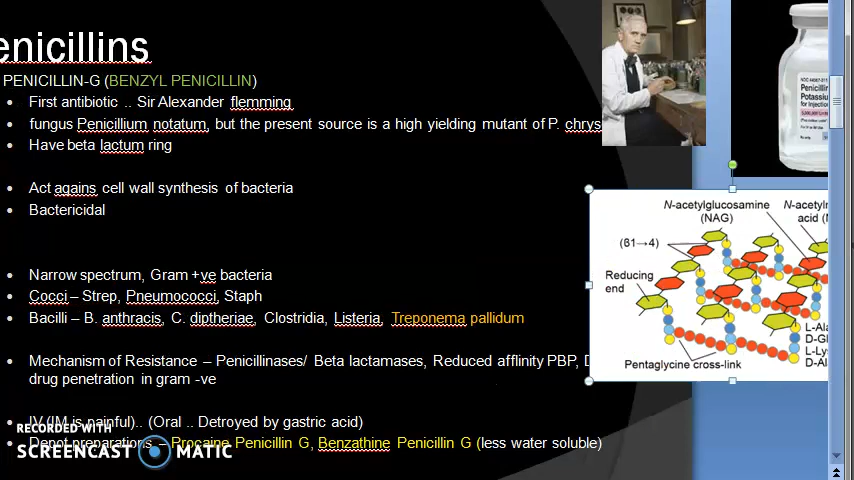 enicillins
PENICILLIN-G (BENZYL PENICILLIN)
First antibiotic .. Sir Alexander flemming,
fungus Penicillium notatum, but the present source is a high yielding mutant of P. chrys
Have beta lactum ring
Act agains cell wall synthesis of bacteria
Bactericidal
Narrow spectrum, Gram +ve bacteria
Cocci – Strep, Pneumococci, Staph
Bacilli – B. anthracis, C. diptheriae, Clostridia, Listeria, Treponema pallidum
Mechanism of Resistance – Penicillinases/ Beta lactamases, Reduced afflinity PBP, D
drug penetration in gram -ve
IV (IM is painful).. (Oral .. Detroyed by gastric acid)
Depot preparations – Procaine Penicillin G, Benzathine Penicillin G (less water soluble)
RECORDED WITH
SCREENCAST MATIC
Penicillin
Potassiu
for Injection
N-acetylglucosamine
(NAG)
N-acetyln
acid (N
(ß1→4)
Reducing
end
Pentaglycine cross-link
L-Ala
D-Gl
L-Ly
D-Al